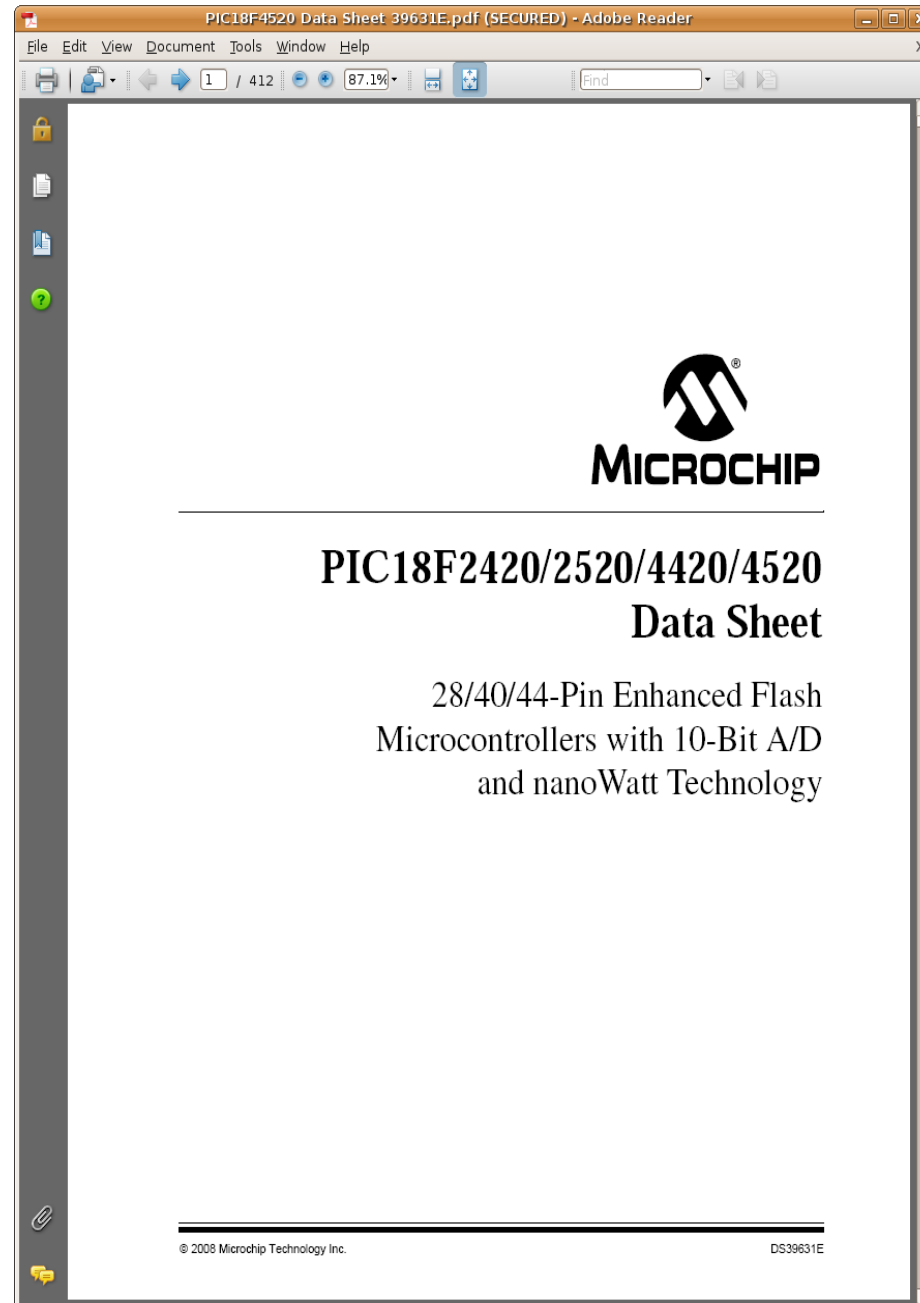 PIC18F4520 Data Sheet 39631E.pdf (SECURED) - Adobe Reader
File Edit View Document Tools Window Help
1 / 412 87.1% Find
®
MICROCHIP
PIC18F2420/2520/4420/4520
Data Sheet
28/40/44-Pin Enhanced Flash
Microcontrollers with 10-Bit A/D
and nanoWatt Technology
© 2008 Microchip Technology Inc. DS39631E